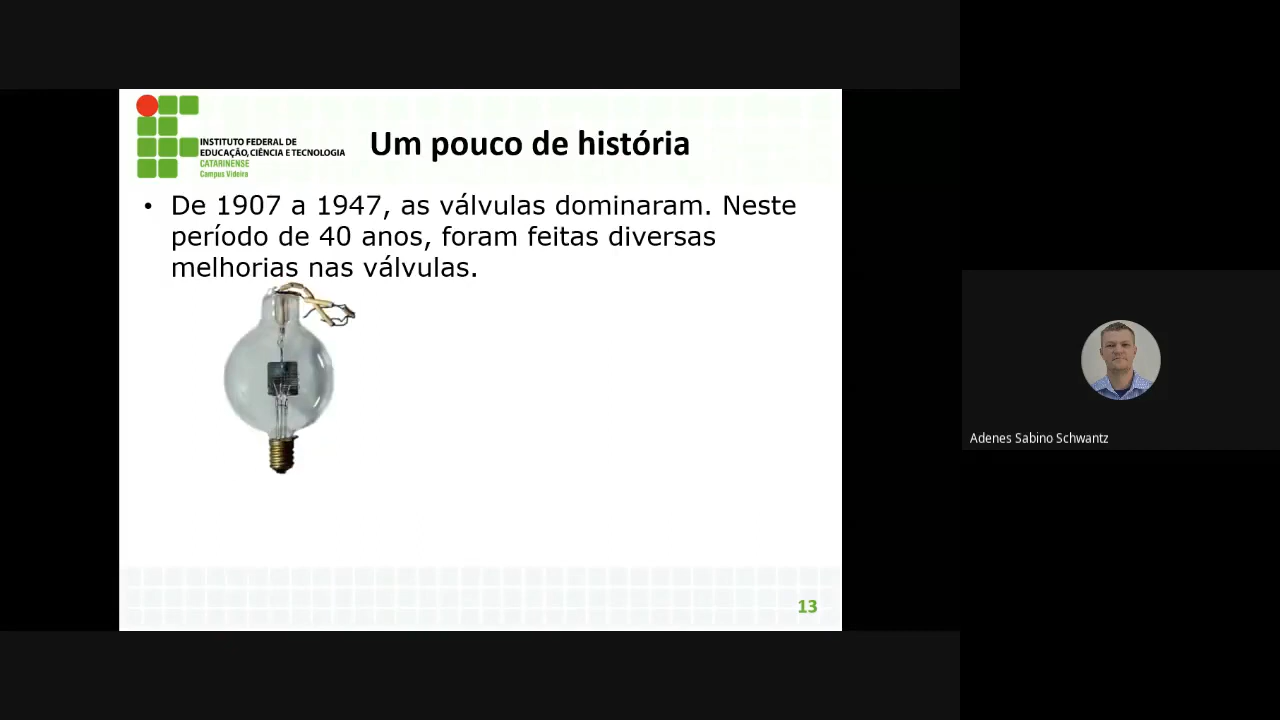 INSTITUTO FEDERAL DE
EDUCAÇÃO, CIÊNCIA E TECNOLOGIA
CATARINENSE
Campus Videira
Um pouco de história
• De 1907 a 1947, as válvulas dominaram. Neste
período de 40 anos, foram feitas diversas
melhorias nas válvulas.
13
Adenes Sabino Schwantz